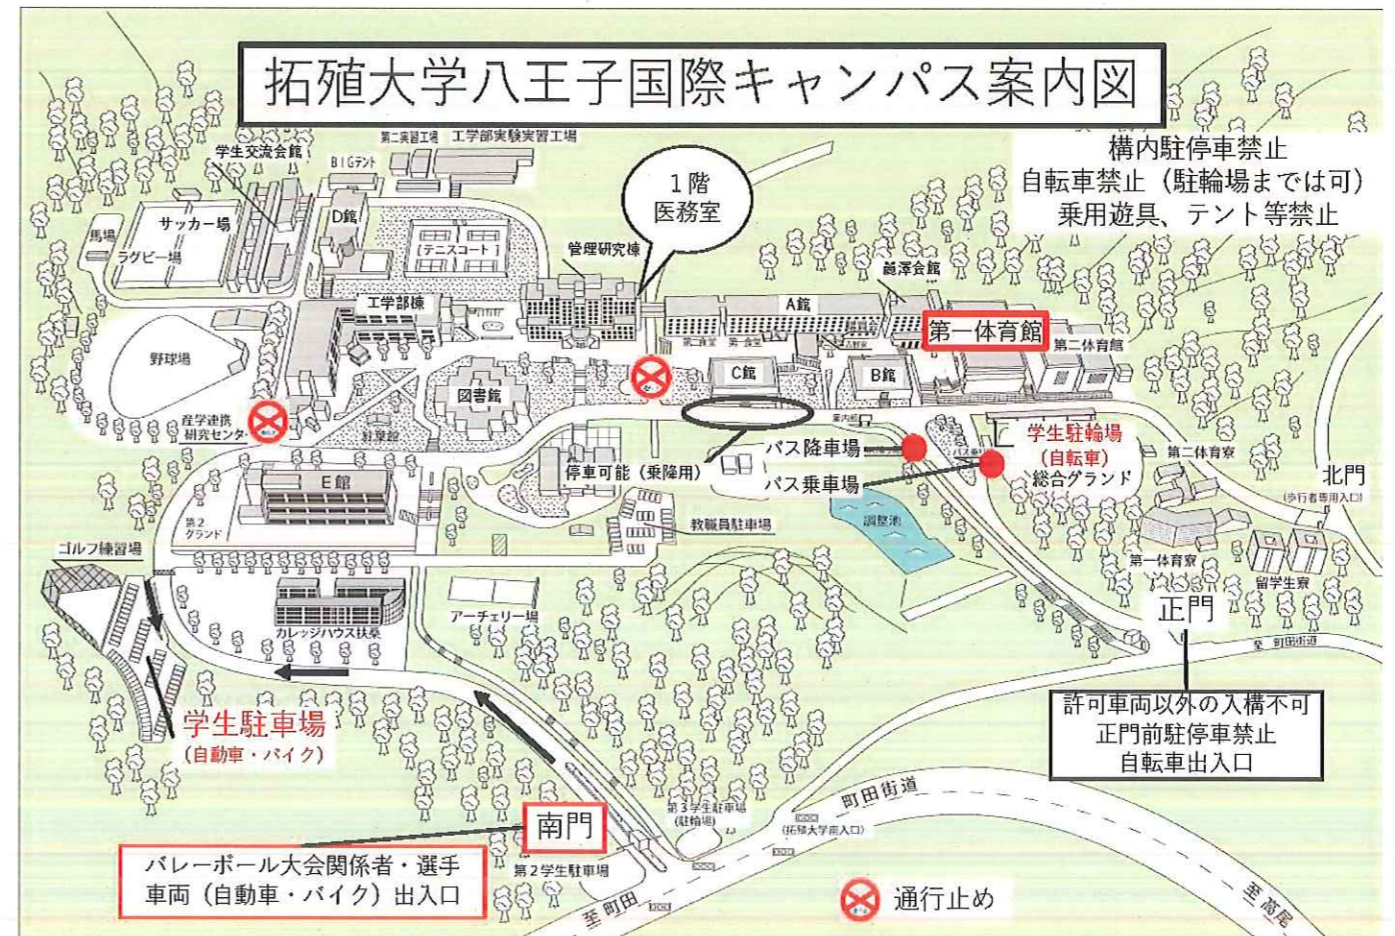 拓殖大学八王子国際キャンパス案内図
構内駐停車禁止
自転車禁止（駐輪場までは可）
乗用遊具、テント等禁止
第二実習工場
工学部実験実習工場
学生交流会館
BIGテント
1階
医務室
D館
サッカー場
馬場
ラグビー場
[テニスコート]
管理研究棟
工学部棟
A館
第一体育館
第二体育館
第二食堂
第一食堂
野球場
C館
B館
図書館
産学連携
研究センター
案内板
バス降車場
バス乗車場
学生駐輪場
（自転車）
総合グランド
第二体育寮
北門
(歩行者専用入口)
停車可能（乗降用）
E館
第2
グランド
教職員駐車場
調整池
ゴルフ練習場
第一体育寮
留学生寮
カレッジハウス扶桑
アーチェリー場
正門
至 町田街道
許可車両以外の入構不可
正門前駐停車禁止
自転車出入口
学生駐車場
（自動車・バイク）
南門
第3学生駐車場
(駐輪場)
町田街道
(拓殖大学南入口)
バレーボール大会関係者・選手
車両（自動車・バイク）出入口
第2学生駐車場
至 町田
通行止め
至 高尾